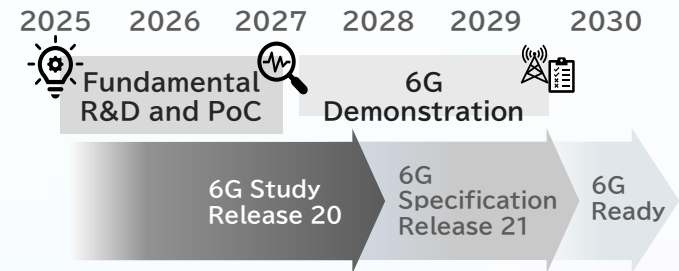 2025 2026 2027 2028 2029 2030
Fundamental
R&D and PoC
6G
Demonstration
6G Study
Release 20
6G
Specification
Release 21
6G
Ready